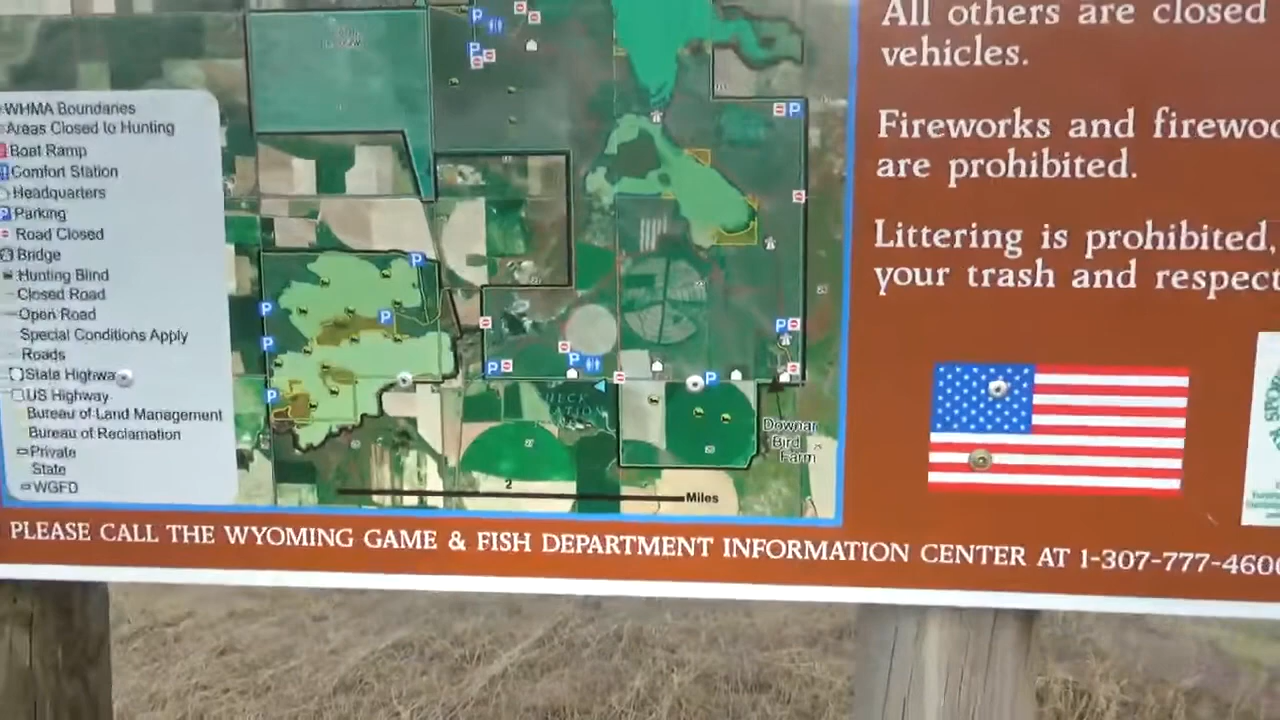 WHMA Boundaries
Areas Closed to Hunting
Boat Ramp
Comfort Station
Headquarters
Parking
Road Closed
Bridge
Hunting Blind
Closed Road
Open Road
Special Conditions Apply
Roads
State Highwa
US Highway
Bureau of Land Management
Bureau of Reclamation
Private
State
WGFD
P
P
P
P
P
P
P
P
P
P
P
P
Downar
Bird
Farm
2
Miles
All others are closed
vehicles.
Fireworks and firewoo
are prohibited.
Littering is prohibited,
your trash and respect
PLEASE CALL THE WYOMING GAME & FISH DEPARTMENT INFORMATION CENTER AT 1-307-777-4600